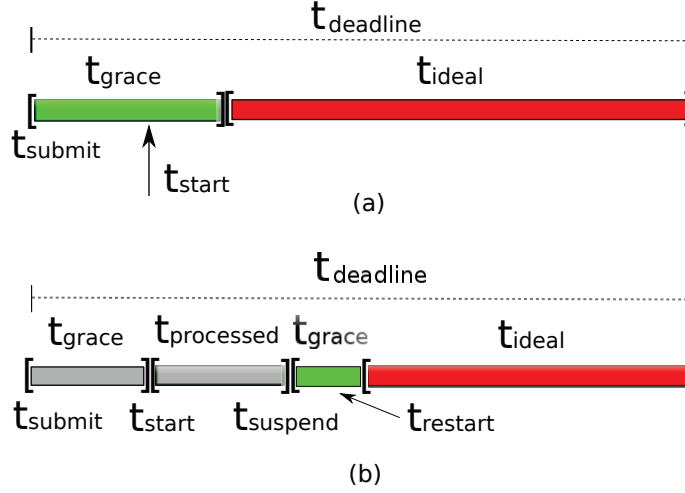 tdeadline
tgrace tideal
tsubmit
tstart
(a)
tdeadline
tgrace tprocessed tgrace tideal
tsubmit tstart tsuspend trestart
(b)